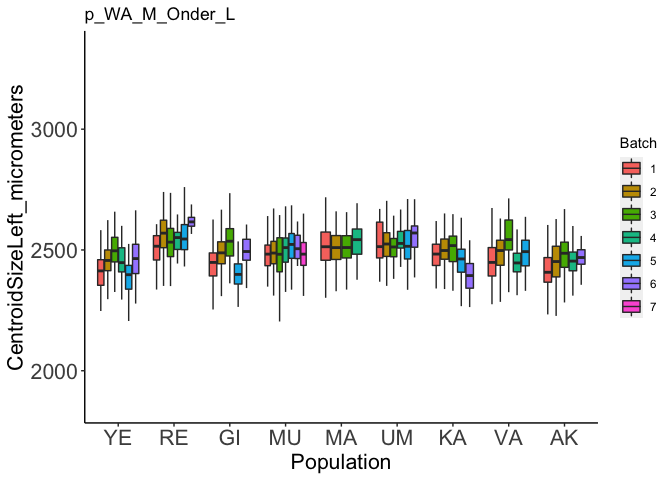 p_WA_M_Onder_L
CentroidSizeLeft_micrometers
3000
2500
2000
YE RE GI MU MA UM KA VA AK
Population
Batch
1
2
3
4
5
6
7